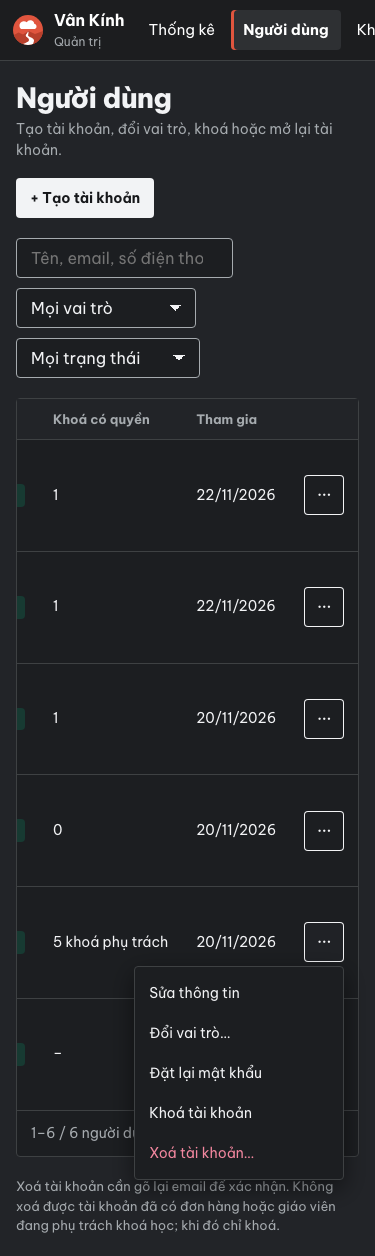 Vân Kính
Quản trị
Thống kê
Người dùng
Kh
Người dùng
Tạo tài khoản, đổi vai trò, khoá hoặc mở lại tài
khoản.
+ Tạo tài khoản
Tên, email, số điện tho
Mọi vai trò
Mọi trạng thái
Khoá có quyền Tham gia
1 22/11/2026 ...
1 22/11/2026 ...
1 20/11/2026 ...
0 20/11/2026 ...
5 khoá phụ trách 20/11/2026 ...
–
Sửa thông tin
Đổi vai trò...
Đặt lại mật khẩu
Khoá tài khoản
Xoá tài khoản...
1–6 / 6 người dù
Xoá tài khoản cần gõ lại email để xác nhận. Không
xoá được tài khoản đã có đơn hàng hoặc giáo viên
đang phụ trách khoá học; khi đó chỉ khoá.